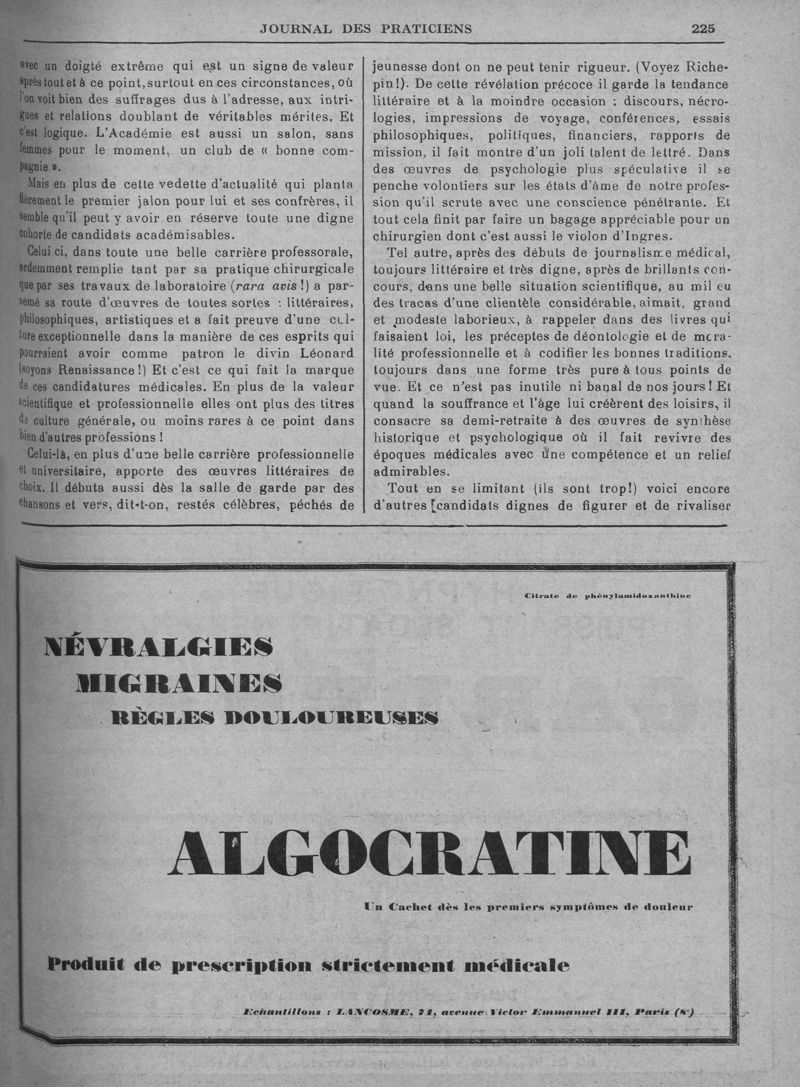 JOURNAL DES PRATICIENS 225
avec un doigté extrême qui est un signe de valeur
après tout et à ce point, surtout en ces circonstances, où
l'on voit bien des suffrages dus à l'adresse, aux intri-
gues et relations doublant de véritables mérites. Et
c'est logique. L'Académie est aussi un salon, sans
femmes pour le moment, un club de « bonne com-
pagnie ».
Mais en plus de cette vedette d'actualité qui planta
fièrement le premier jalon pour lui et ses confrères, il
semble qu'il peut y avoir en réserve toute une digne
cohorte de candidats académisables.
Celui ci, dans toute une belle carrière professorale,
ardemment remplie tant par sa pratique chirurgicale
que par ses travaux de laboratoire (rara avis !) a par-
semé sa route d'œuvres de toutes sortes : littéraires,
philosophiques, artistiques et a fait preuve d'une cul-
ture exceptionnelle dans la manière de ces esprits qui
pourraient avoir comme patron le divin Léonard
(soyons Renaissance !) Et c'est ce qui fait la marque
de ces candidatures médicales. En plus de la valeur
scientifique et professionnelle elles ont plus des titres
de culture générale, ou moins rares à ce point dans
bien d'autres professions !
Celui-là, en plus d'une belle carrière professionnelle
et universitaire, apporte des œuvres littéraires de
choix. Il débuta aussi dès la salle de garde par des
chansons et vers, dit-t-on, restés célèbres, péchés de
jeunesse dont on ne peut tenir rigueur. (Voyez Riche-
pin !). De cette révélation précoce il garde la tendance
littéraire et à la moindre occasion : discours, nécro-
logies, impressions de voyage, conférences, essais
philosophiques, politiques, financiers, rapports de
mission, il fait montre d'un joli talent de lettré. Dans
des œuvres de psychologie plus spéculative il se
penche volontiers sur les états d'âme de notre profes-
sion qu'il scrute avec une conscience pénétrante. Et
tout cela finit par faire un bagage appréciable pour un
chirurgien dont c'est aussi le violon d'Ingres.
Tel autre, après des débuts de journalisme médical,
toujours littéraire et très digne, après de brillants con-
cours, dans une belle situation scientifique, au mil eu
des tracas d'une clientèle considérable, aimait, grand
et modeste laborieux, à rappeler dans des livres qui
faisaient loi, les préceptes de déontologie et de mora-
lité professionnelle et à codifier les bonnes traditions,
toujours dans une forme très pure à tous points de
vue. Et ce n'est pas inutile ni banal de nos jours ! Et
quand la souffrance et l'âge lui créèrent des loisirs, il
consacre sa demi-retraite à des œuvres de synthèse
historique et psychologique où il fait revivre des
époques médicales avec une compétence et un relief
admirables.
Tout en se limitant (ils sont trop!) voici encore
d'autres [candidats dignes de figurer et de rivaliser
Citrate de phénylamidoxanthine
NÉVRALGIES
MIGRAINES
RÈGLES DOULOUREUSES
ALGOCRATINE
Un Cachet dès les premiers symptômes de douleur
Produit de prescription strictement médicale
Echantillons : LANCOSME, 71, avenue Victor Emmanuel III, Paris (8ᵉ)